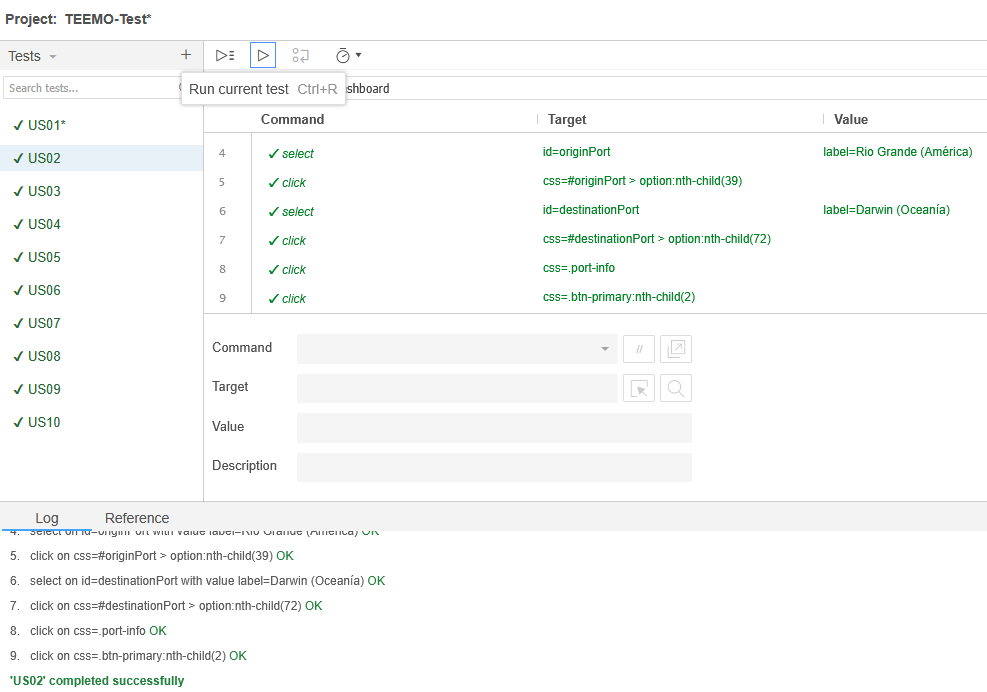 Project: TEEMO-Test*
Tests
Search tests...
Run current test Ctrl+R
shboard
US01*
US02
US03
US04
US05
US06
US07
US08
US09
US10
Command Target Value
4 select id=originPort label=Rio Grande (América)
5 click css=#originPort > option:nth-child(39)
6 select id=destinationPort label=Darwin (Oceanía)
7 click css=#destinationPort > option:nth-child(72)
8 click css=.port-info
9 click css=.btn-primary:nth-child(2)
Command
//
Target
Value
Description
Log Reference
4. select on id=originPort with value label=Rio Grande (América) OK
5. click on css=#originPort > option:nth-child(39) OK
6. select on id=destinationPort with value label=Darwin (Oceanía) OK
7. click on css=#destinationPort > option:nth-child(72) OK
8. click on css=.port-info OK
9. click on css=.btn-primary:nth-child(2) OK
'US02' completed successfully